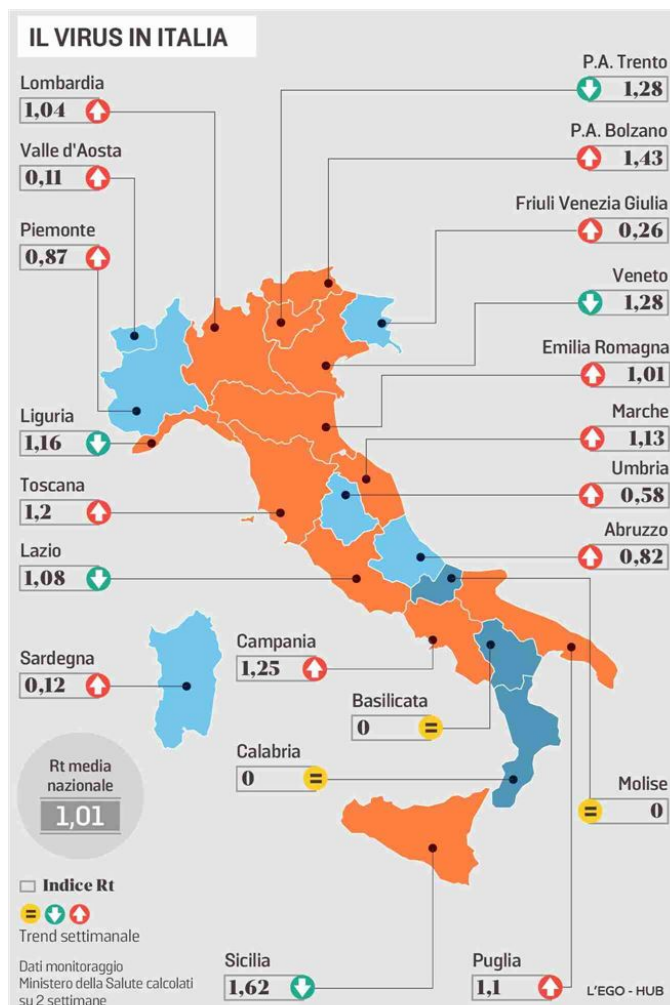 IL VIRUS IN ITALIA
Lombardia
1,04
Valle d'Aosta
0,11
Piemonte
0,87
P.A. Trento
1,28
P.A. Bolzano
1,43
Friuli Venezia Giulia
0,26
Veneto
1,28
Emilia Romagna
1,01
Marche
1,13
Umbria
0,58
Abruzzo
0,82
Liguria
1,16
Toscana
1,2
Lazio
1,08
Sardegna
0,12
Campania
1,25
Basilicata
0 =
Calabria
0 =
Molise
= 0
Rt media
nazionale
1,01
Indice Rt
=
Trend settimanale
Dati monitoraggio
Ministero della Salute calcolati
su 2 settimane
Sicilia
1,62
Puglia
1,1
L'EGO - HUB